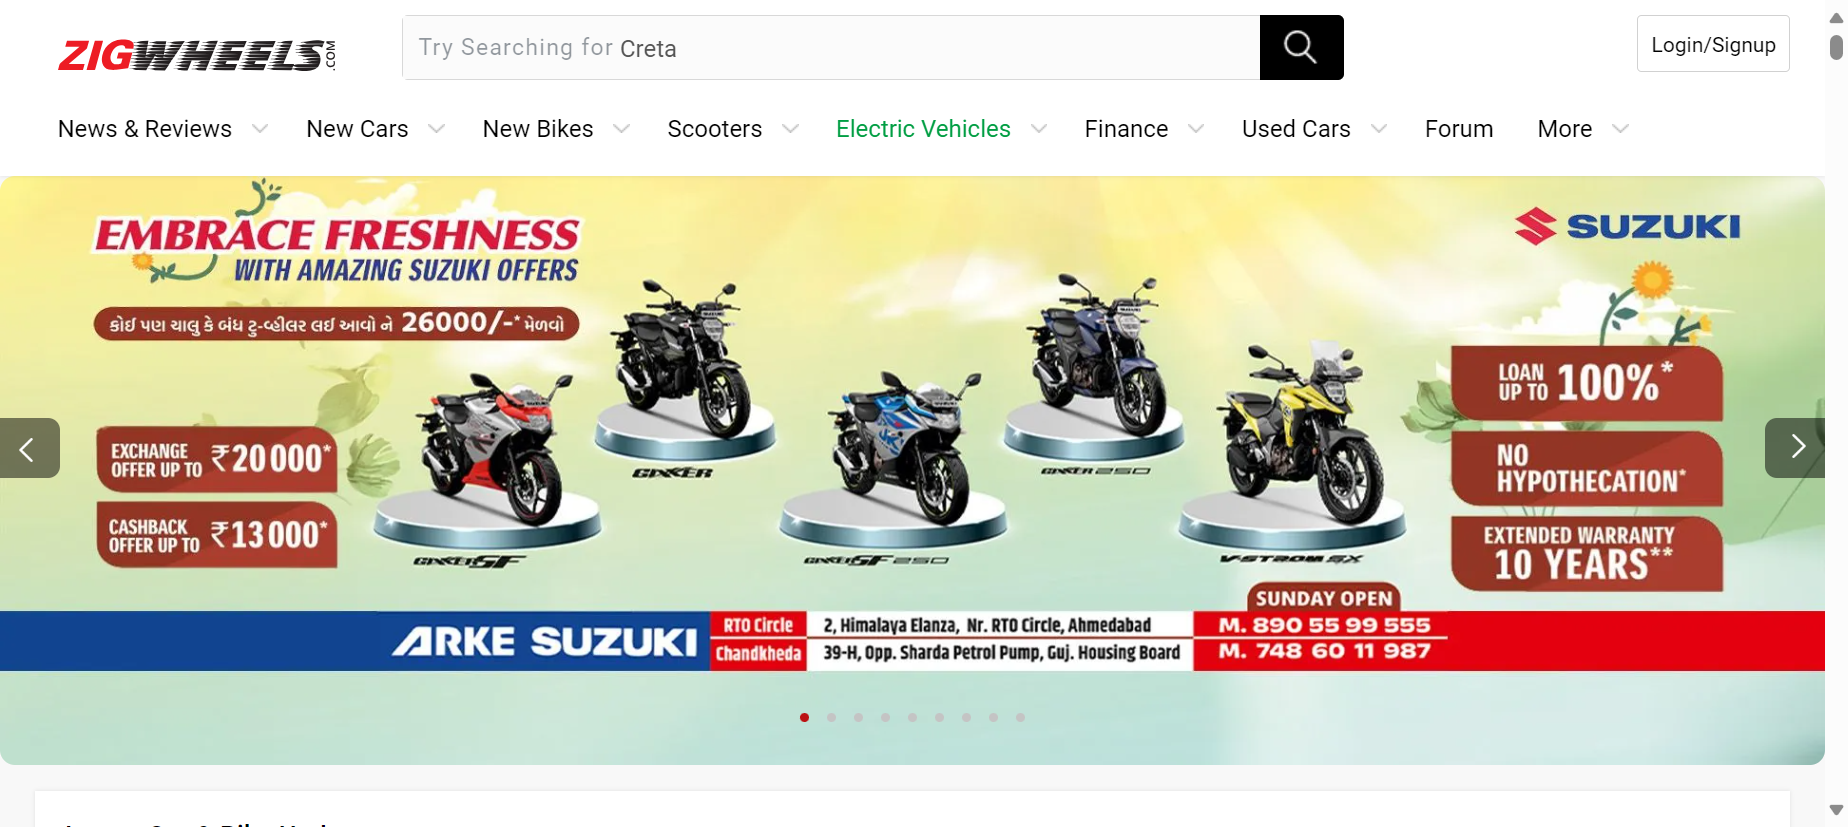 ZIGWHEELS.COM
Try Searching for Creta
Login/Signup
News & Reviews
New Cars
New Bikes
Scooters
Electric Vehicles
Finance
Used Cars
Forum
More
EMBRACE FRESHNESS
WITH AMAZING SUZUKI OFFERS
કોઈ પણ ચાલુ કે બંધ ટુ-વ્હીલર લઈ આવો ને 26000/-* મેળવો
SUZUKI
EXCHANGE
OFFER UP TO ₹20000*
CASHBACK
OFFER UP TO ₹13000*
GIXXER
GIXXER 250
GIXXER SF
GIXXER SF 250
V-STROM SX
LOAN
UP TO 100%*
NO
HYPOTHECATION*
EXTENDED WARRANTY
10 YEARS**
SUNDAY OPEN
ARKE SUZUKI
RTO Circle
2, Himalaya Elanza, Nr. RTO Circle, Ahmedabad
M. 890 55 99 555
Chandkheda
39-H, Opp. Sharda Petrol Pump, Guj. Housing Board
M. 748 60 11 987